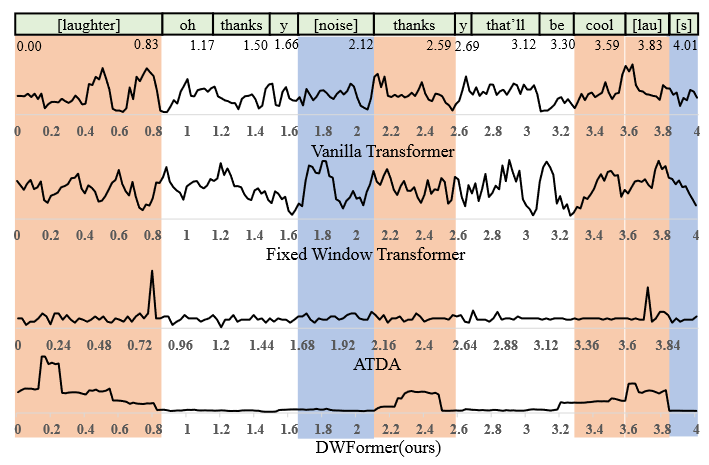 [laughter] oh thanks y [noise] thanks y that'll be cool [lau] [s]
0.00 0.83 1.17 1.50 1.66 2.12 2.59 2.69 3.12 3.30 3.59 3.83 4.01
0 0.2 0.4 0.6 0.8 1 1.2 1.4 1.6 1.8 2 2.2 2.4 2.6 2.8 3 3.2 3.4 3.6 3.8 4
Vanilla Transformer
0 0.2 0.4 0.6 0.8 1 1.2 1.4 1.6 1.8 2 2.2 2.4 2.6 2.8 3 3.2 3.4 3.6 3.8 4
Fixed Window Transformer
0 0.24 0.48 0.72 0.96 1.2 1.44 1.68 1.92 2.16 2.4 2.64 2.88 3.12 3.36 3.6 3.84
ATDA
0 0.2 0.4 0.6 0.8 1 1.2 1.4 1.6 1.8 2 2.2 2.4 2.6 2.8 3 3.2 3.4 3.6 3.8 4
DWFormer(ours)